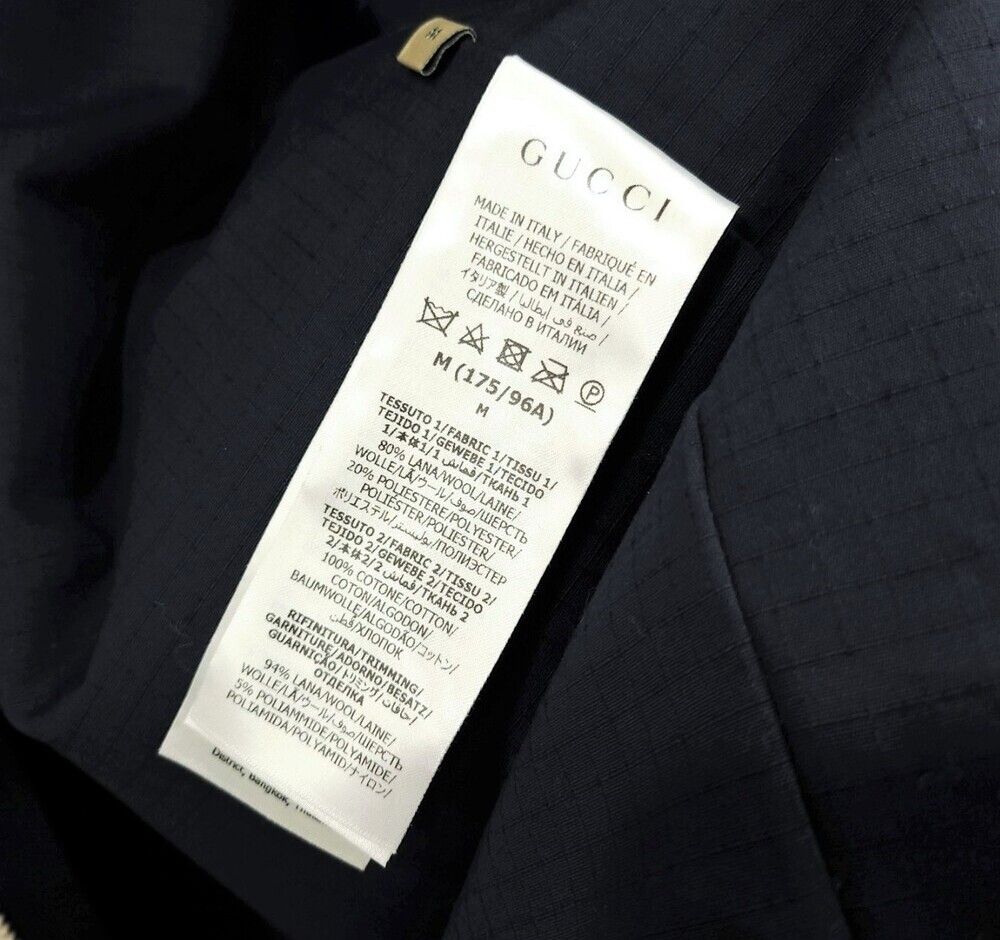 M
GUCCI
MADE IN ITALY / FABRIQUÉ EN
ITALIE / HECHO EN ITALIA /
HERGESTELLT IN ITALIEN /
FABRICADO EM ITÁLIA /
イタリア製 / صنع في إيطاليا /
СДЕЛАНО В ИТАЛИИ
P
M (175/96A)
M
TESSUTO 1/FABRIC 1/TISSU 1/
TEJIDO 1/GEWEBE 1/TECIDO
1/本体1/قماش 1/ТКАНЬ 1
80% LANA/WOOL/LAINE/
WOLLE/LÃ/ウール/صوف/ШЕРСТЬ
20% POLIESTERE/POLYESTER/
POLIÉSTER/POLIESTER/
ポリエステル/بوليستر/ПОЛИЭСТЕР
TESSUTO 2/FABRIC 2/TISSU 2/
TEJIDO 2/GEWEBE 2/TECIDO
2/本体2/قماش 2/ТКАНЬ 2
100% COTONE/COTTON/
COTON/ALGODON/
BAUMWOLLE/ALGODÃO/コットン/
قطن/ХЛОПОК
RIFINITURA/TRIMMING/
GARNITURE/ADORNO/BESATZ/
GUARNIÇÃO/トリミング/حافات/
ОТДЕЛКА
94% LANA/WOOL/LAINE/
WOLLE/LÃ/ウール/صوف/ШЕРСТЬ
5% POLIAMMIDE/POLYAMIDE/
POLIAMIDA/POLYAMID/ナイロン/
District, Bangkok,